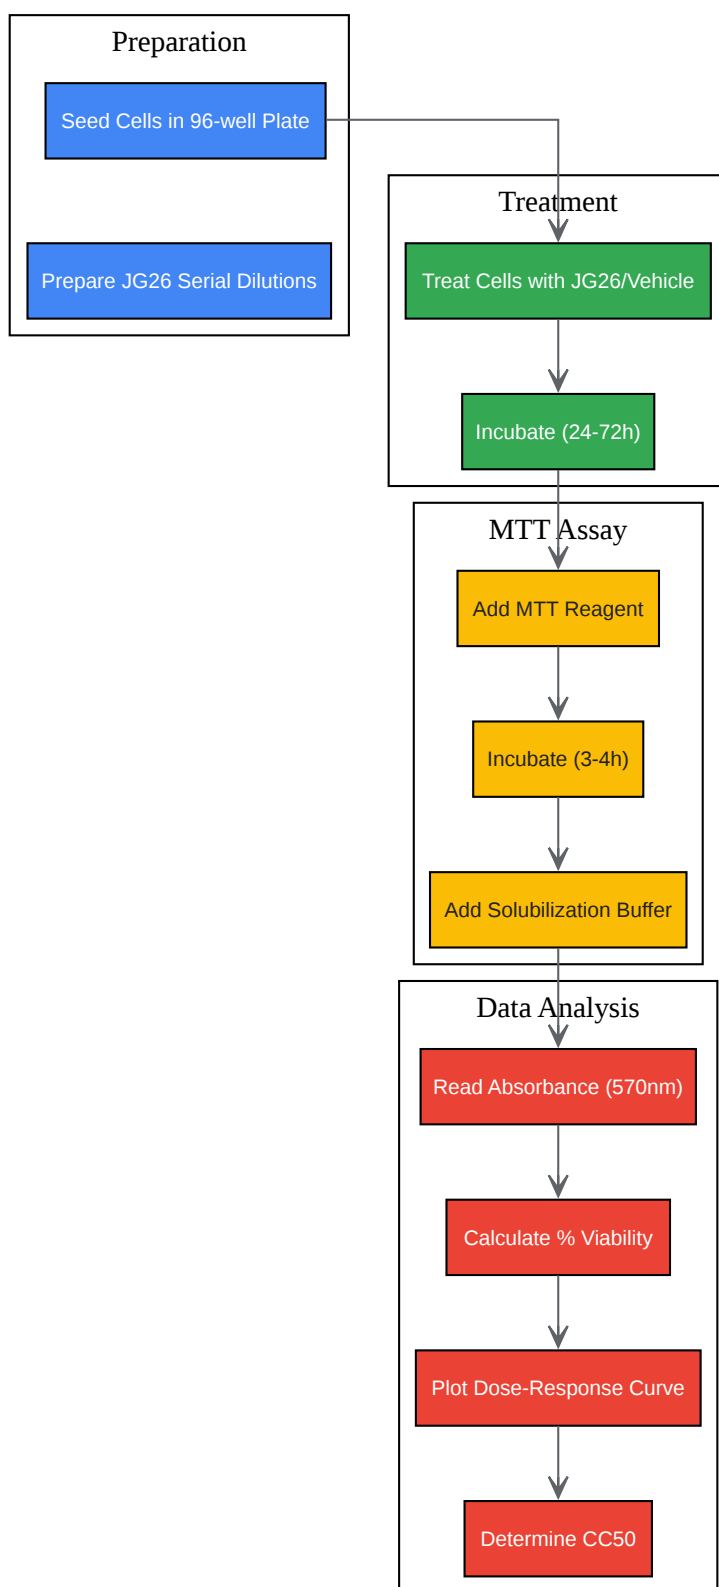 Preparation
Seed Cells in 96-well Plate
Prepare JG26 Serial Dilutions
Treatment
Treat Cells with JG26/Vehicle
Incubate (24-72h)
MTT Assay
Add MTT Reagent
Incubate (3-4h)
Add Solubilization Buffer
Data Analysis
Read Absorbance (570nm)
Calculate % Viability
Plot Dose-Response Curve
Determine CC50